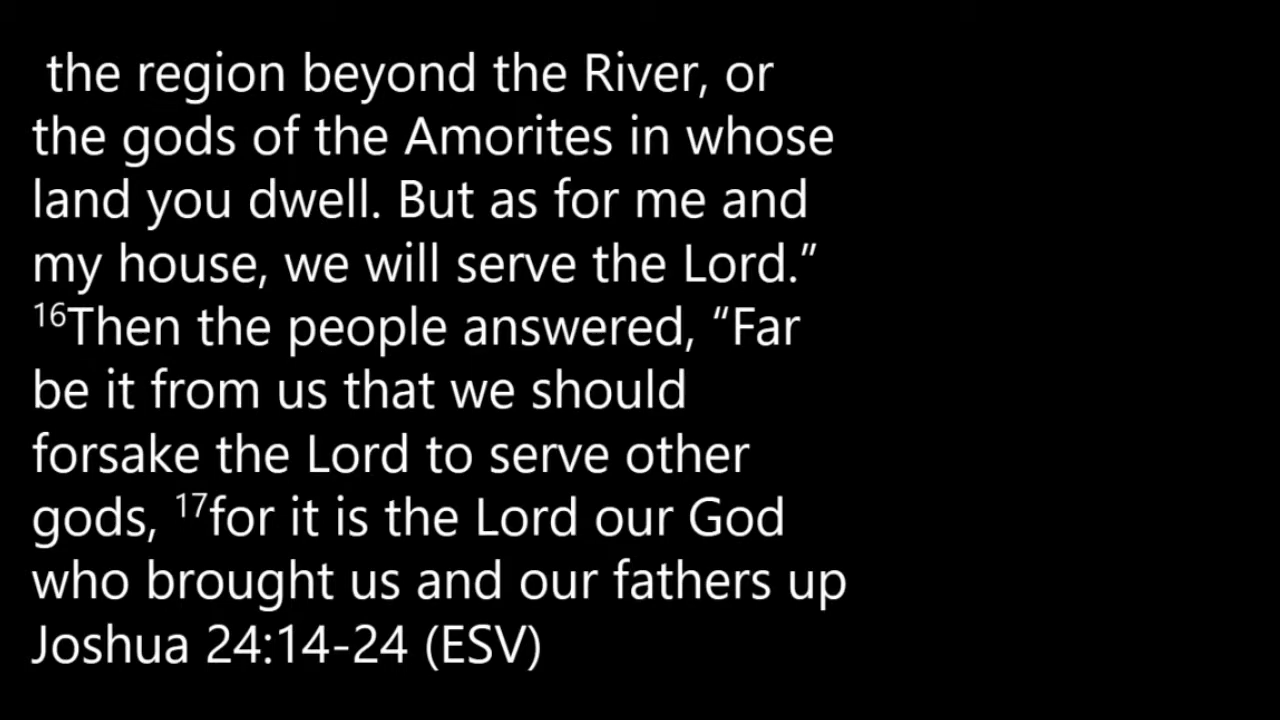 the region beyond the River, or
the gods of the Amorites in whose
land you dwell. But as for me and
my house, we will serve the Lord.”
¹⁶Then the people answered, “Far
be it from us that we should
forsake the Lord to serve other
gods, ¹⁷for it is the Lord our God
who brought us and our fathers up
Joshua 24:14-24 (ESV)